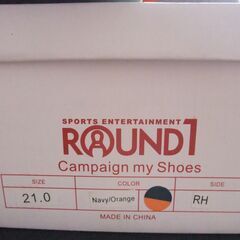 SPORTS ENTERTAINMENT
ROUND1
Campaign my Shoes
SIZE COLOR SIDE
21.0 Navy/Orange RH
MADE IN CHINA